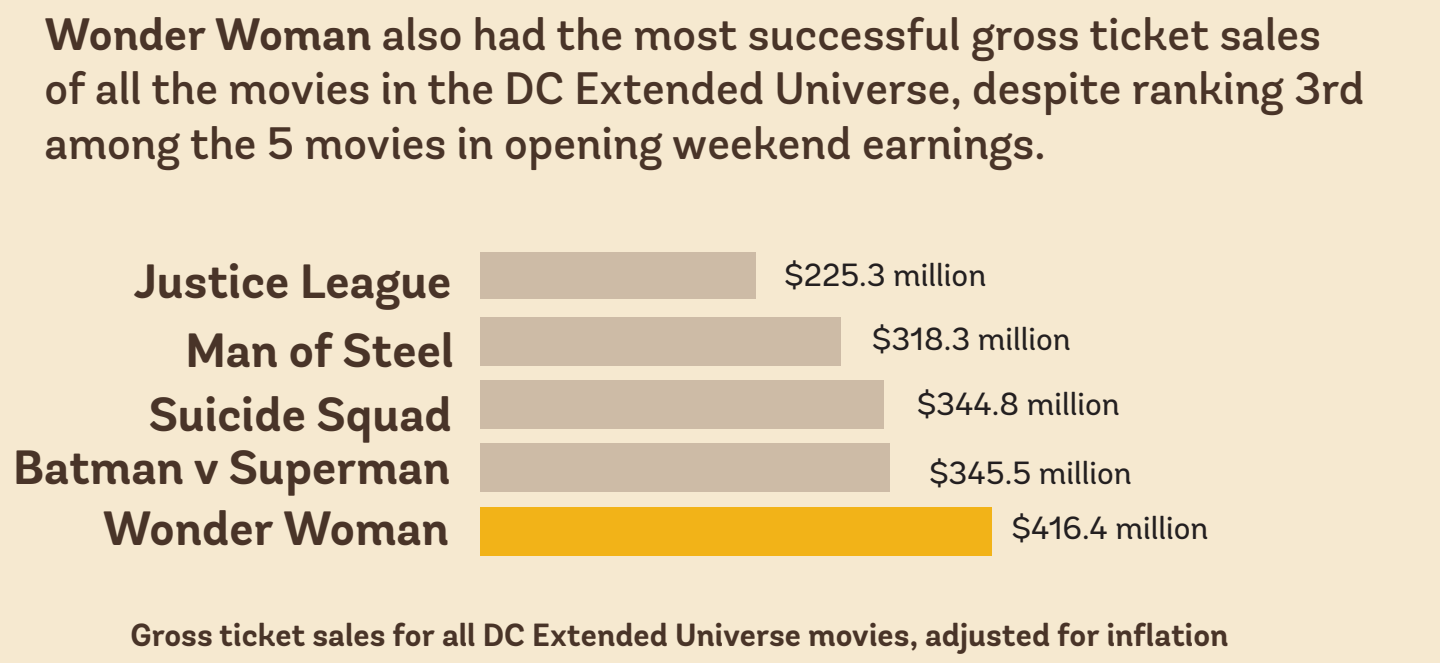 Wonder Woman also had the most successful gross ticket sales
of all the movies in the DC Extended Universe, despite ranking 3rd
among the 5 movies in opening weekend earnings.
Justice League $225.3 million
Man of Steel $318.3 million
Suicide Squad $344.8 million
Batman v Superman $345.5 million
Wonder Woman $416.4 million
Gross ticket sales for all DC Extended Universe movies, adjusted for inflation